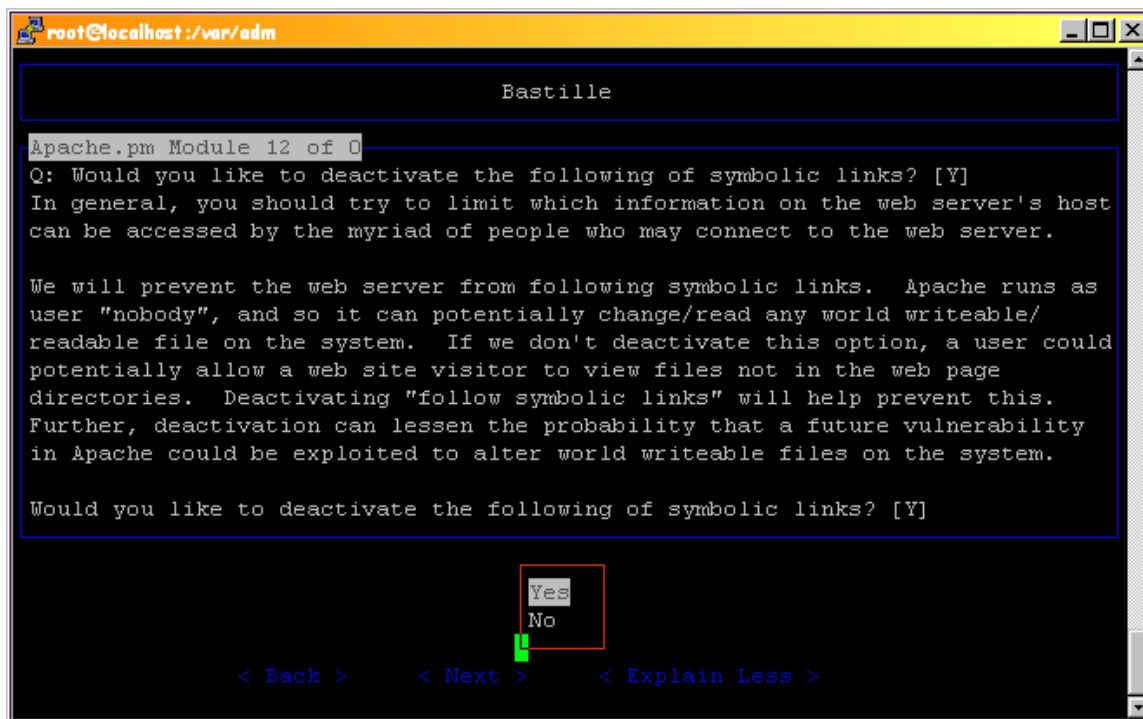 root@localhost:/var/adm
Bastille
Apache.pm Module 12 of 0
Q: Would you like to deactivate the following of symbolic links? [Y]
In general, you should try to limit which information on the web server's host
can be accessed by the myriad of people who may connect to the web server.
We will prevent the web server from following symbolic links.  Apache runs as
user "nobody", and so it can potentially change/read any world writeable/
readable file on the system.  If we don't deactivate this option, a user could
potentially allow a web site visitor to view files not in the web page
directories.  Deactivating "follow symbolic links" will help prevent this.
Further, deactivation can lessen the probability that a future vulnerability
in Apache could be exploited to alter world writeable files on the system.
Would you like to deactivate the following of symbolic links? [Y]
Yes
No
< Back >     < Next >     < Explain Less >